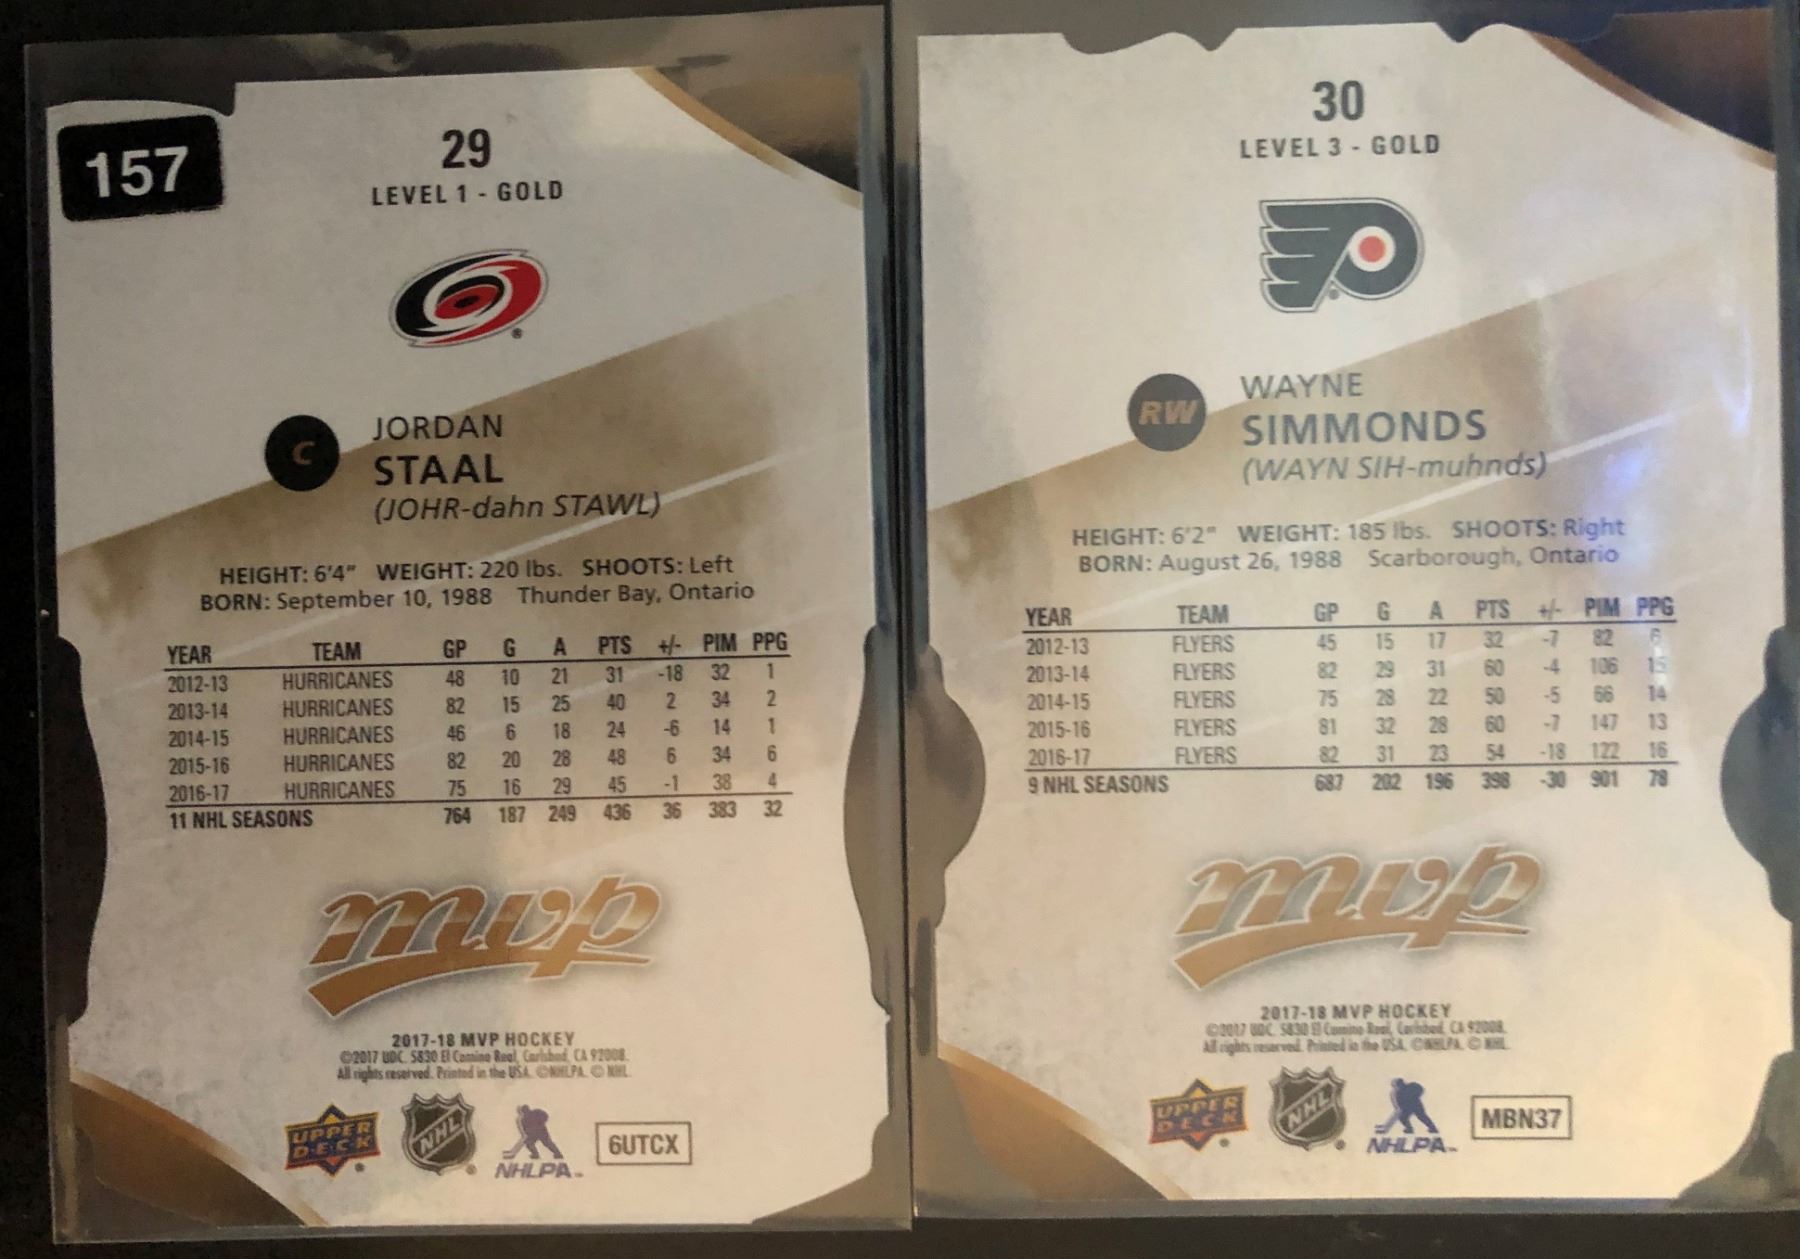 157
29
LEVEL 1 - GOLD
C
JORDAN
STAAL
(JOHR-dahn STAWL)
HEIGHT: 6'4" WEIGHT: 220 lbs. SHOOTS: Left
BORN: September 10, 1988 Thunder Bay, Ontario
YEAR TEAM GP G A PTS +/- PIM PPG
2012-13 HURRICANES 48 10 21 31 -18 32 1
2013-14 HURRICANES 82 15 25 40 2 34 2
2014-15 HURRICANES 46 6 18 24 -6 14 1
2015-16 HURRICANES 82 20 28 48 6 34 6
2016-17 HURRICANES 75 16 29 45 -1 38 4
11 NHL SEASONS 764 187 249 436 36 383 32
mvp
2017-18 MVP HOCKEY
©2017 UDC. 5830 El Camino Real, Carlsbad, CA 92008.
All rights reserved. Printed in the USA. ©NHLPA. © NHL.
UPPER DECK NHL NHLPA 6UTCX
30
LEVEL 3 - GOLD
RW
WAYNE
SIMMONDS
(WAYN SIH-muhnds)
HEIGHT: 6'2" WEIGHT: 185 lbs. SHOOTS: Right
BORN: August 26, 1988 Scarborough, Ontario
YEAR TEAM GP G A PTS +/- PIM PPG
2012-13 FLYERS 45 15 17 32 -7 82 6
2013-14 FLYERS 82 29 31 60 -4 106 15
2014-15 FLYERS 75 28 22 50 -5 66 14
2015-16 FLYERS 81 32 28 60 -7 147 13
2016-17 FLYERS 82 31 23 54 -18 122 16
9 NHL SEASONS 687 202 196 398 -30 901 78
mvp
2017-18 MVP HOCKEY
©2017 UDC. 5830 El Camino Real, Carlsbad, CA 92008.
All rights reserved. Printed in the USA. ©NHLPA. © NHL.
UPPER DECK NHL NHLPA MBN37